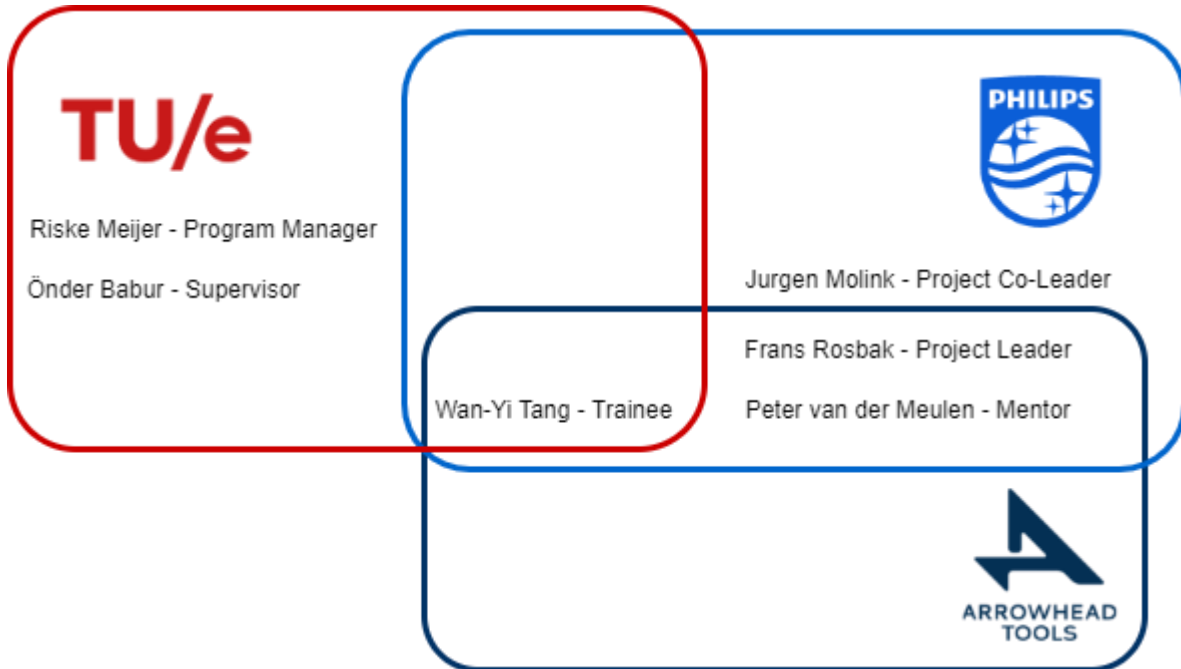 TU/e
PHILIPS
Riske Meijer - Program Manager
Önder Babur - Supervisor
Jurgen Molink - Project Co-Leader
Frans Rosbak - Project Leader
Wan-Yi Tang - Trainee
Peter van der Meulen - Mentor
ARROWHEAD
TOOLS